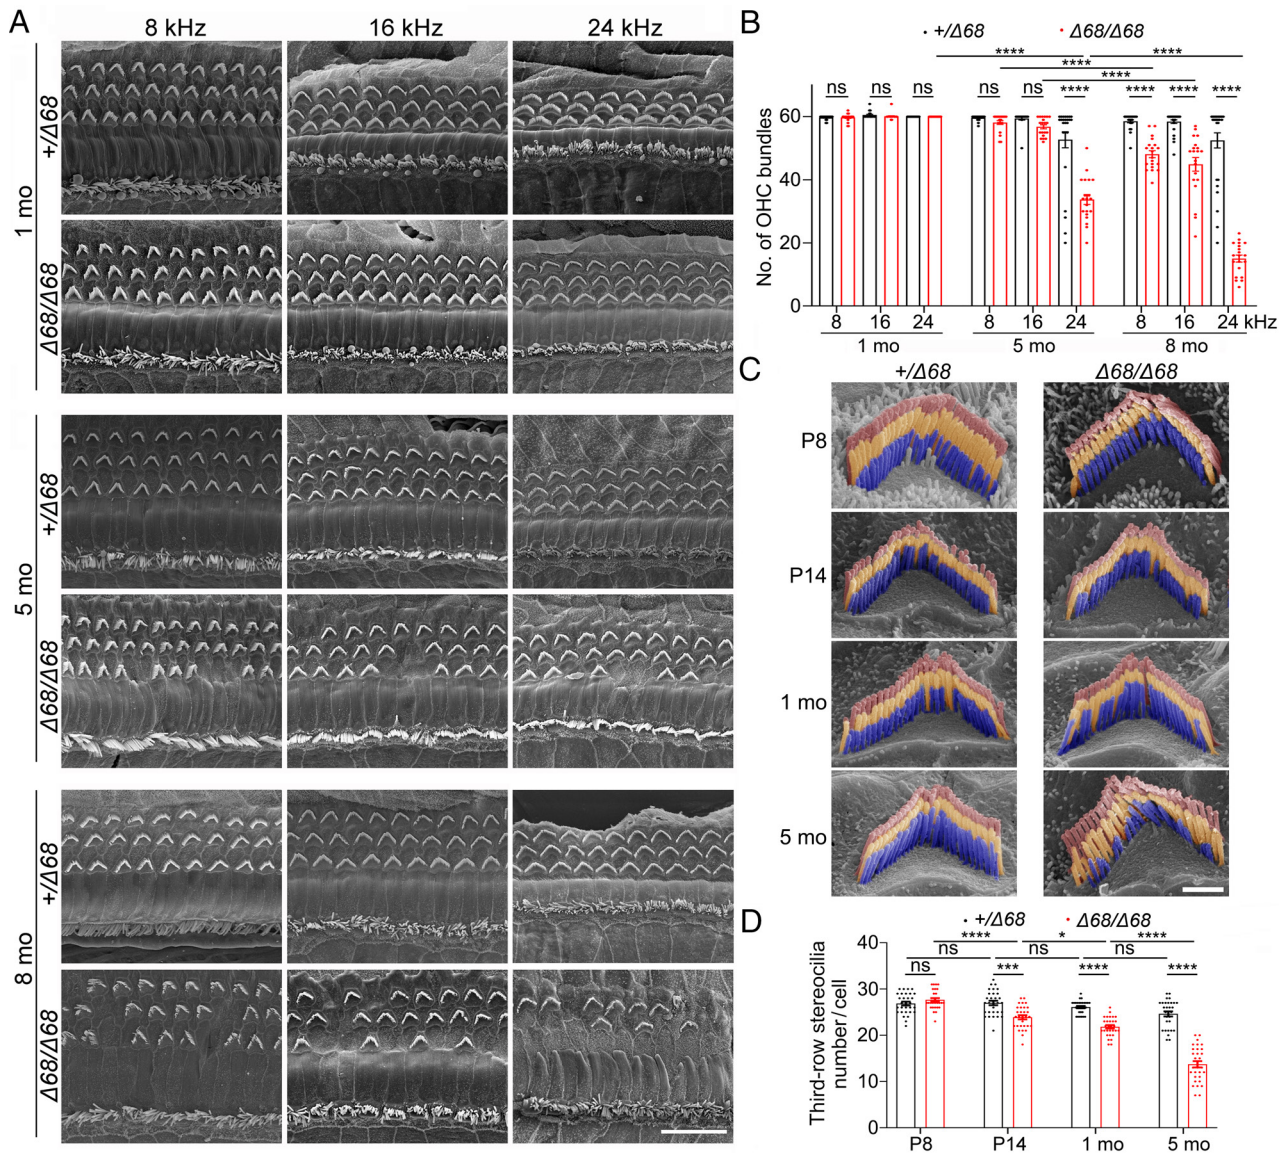 A
8 kHz 16 kHz 24 kHz
1 mo
+/Δ68
Δ68/Δ68
5 mo
+/Δ68
Δ68/Δ68
8 mo
+/Δ68
Δ68/Δ68
B
+/Δ68 Δ68/Δ68
**** ****
****
****
ns ns ns ns ns **** **** **** ****
No. of OHC bundles
60
40
20
0
8 16 24 8 16 24 8 16 24 kHz
1 mo 5 mo 8 mo
C
+/Δ68 Δ68/Δ68
P8
P14
1 mo
5 mo
D
+/Δ68 Δ68/Δ68
**** * ****
ns ns ns
ns *** **** ****
Third-row stereocilia
number/cell
40
30
20
10
0
P8 P14 1 mo 5 mo